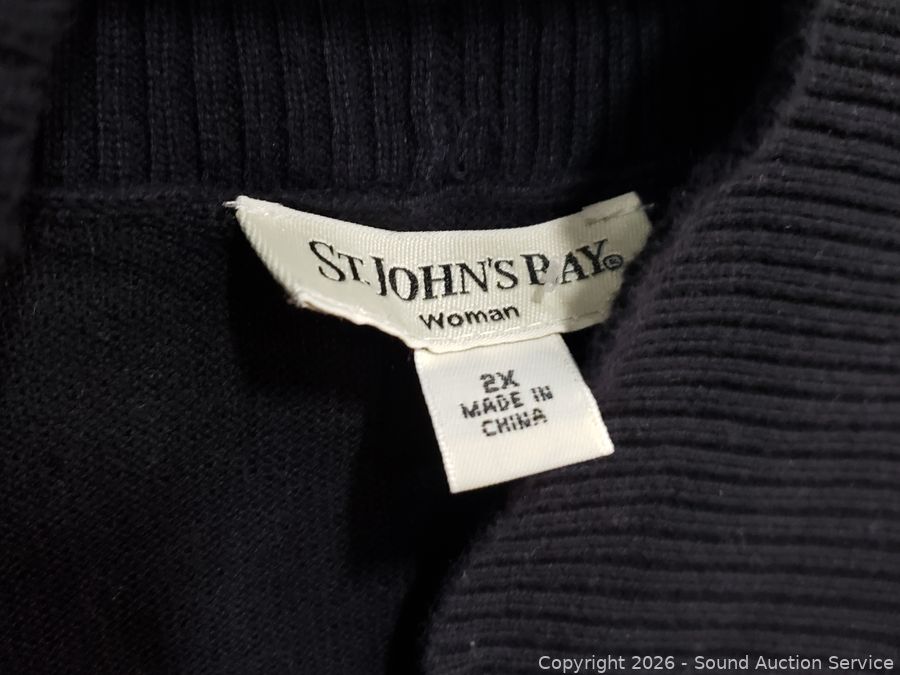 ST. JOHN'S BAY®
Woman
2X
MADE IN
CHINA
Copyright 2026 - Sound Auction Service